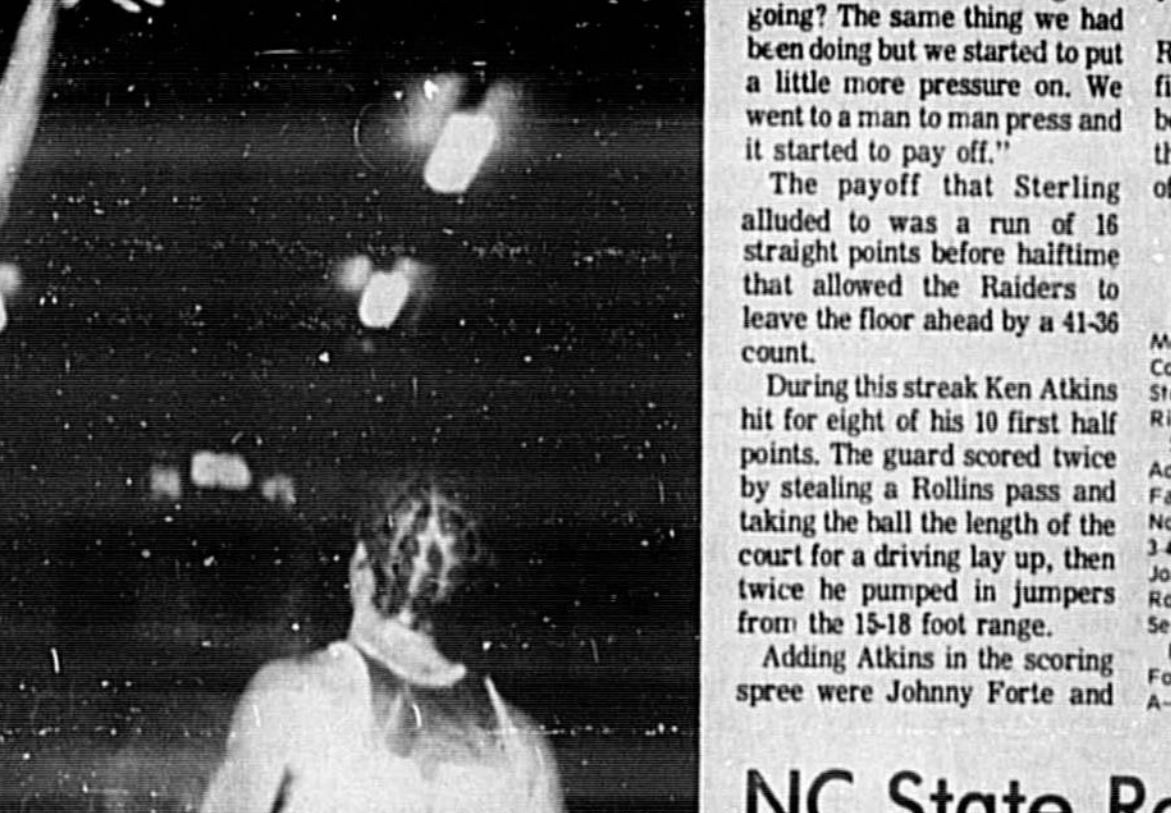 going? The same thing we had
been doing but we started to put
a little more pressure on. We
went to a man to man press and
it started to pay off."
The payoff that Sterling
alluded to was a run of 16
straight points before halftime
that allowed the Raiders to
leave the floor ahead by a 41-36
count.
During this streak Ken Atkins
hit for eight of his 10 first half
points. The guard scored twice
by stealing a Rollins pass and
taking the ball the length of the
court for a driving lay up, then
twice he pumped in jumpers
from the 15-18 foot range.
Adding Atkins in the scoring
spree were Johnny Forte and
NC State